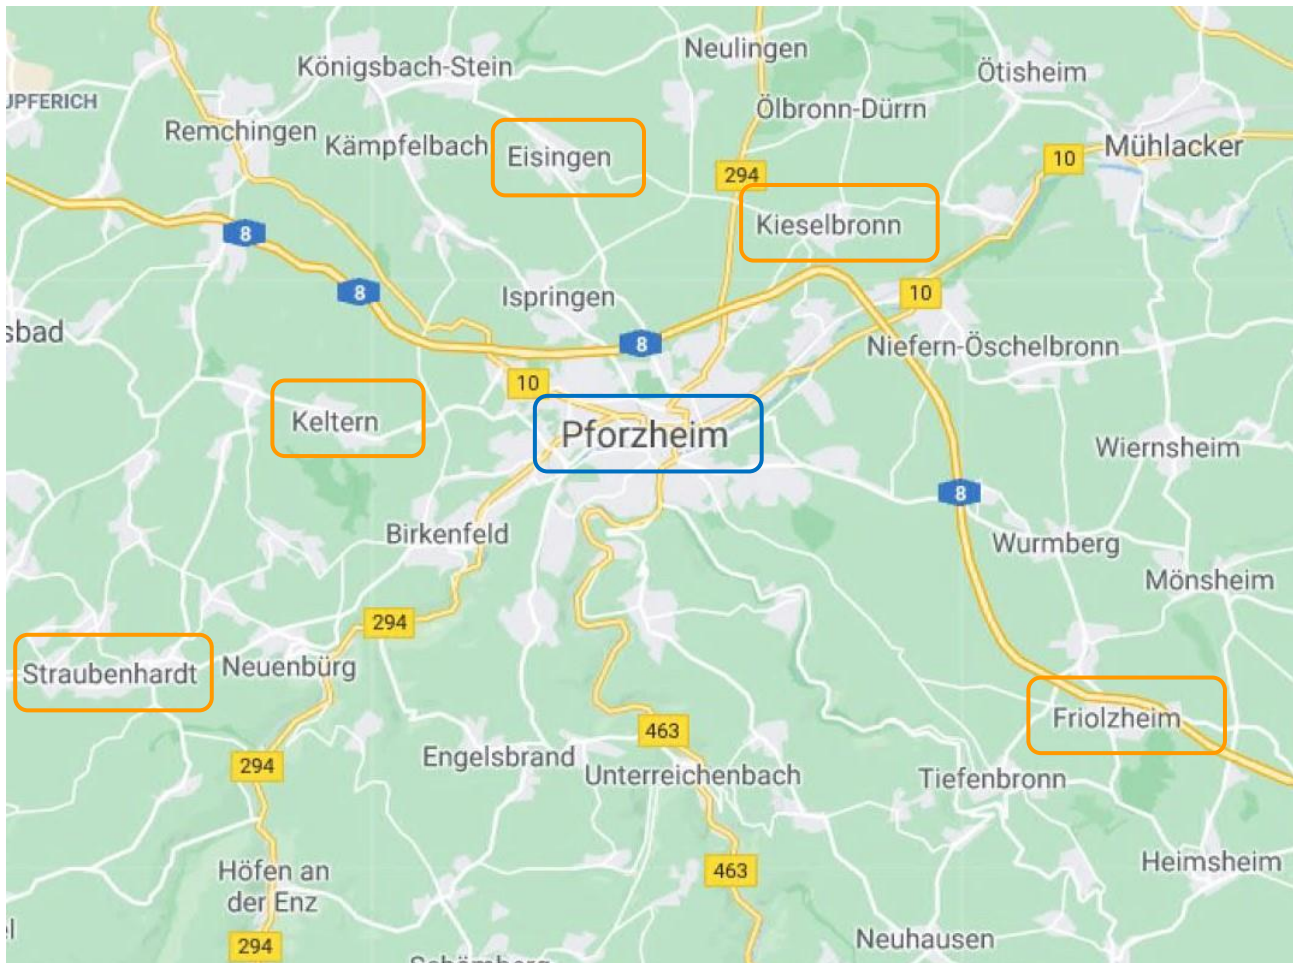 Neulingen
Königsbach-Stein
Ötisheim
UPFERICH
Ölbronn-Dürrn
Remchingen
Kämpfelbach
Eisingen
10
Mühlacker
294
Kieselbronn
8
8
Ispringen
10
sbad
8
Niefern-Öschelbronn
10
Keltern
Pforzheim
Wiernsheim
8
Birkenfeld
Wurmberg
Mönsheim
294
Straubenhardt
Neuenbürg
Friolzheim
463
Engelsbrand
294
Unterreichenbach
Tiefenbronn
Höfen an
der Enz
463
Heimsheim
294
Neuhausen